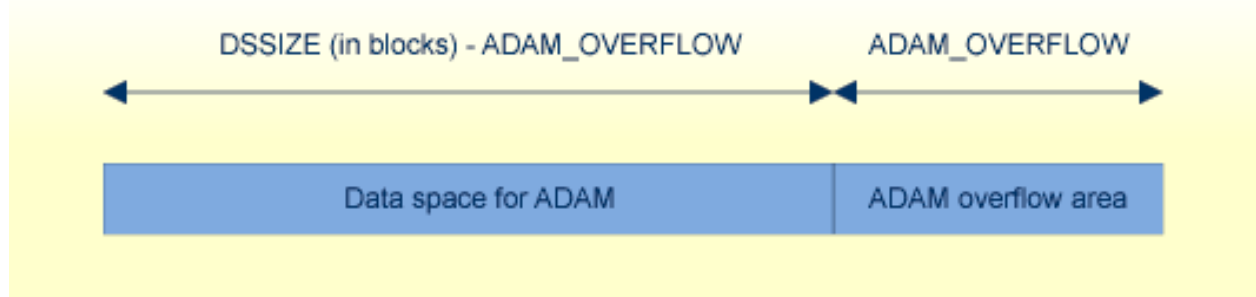 DSSIZE (in blocks) - ADAM_OVERFLOW
ADAM_OVERFLOW
Data space for ADAM
ADAM overflow area